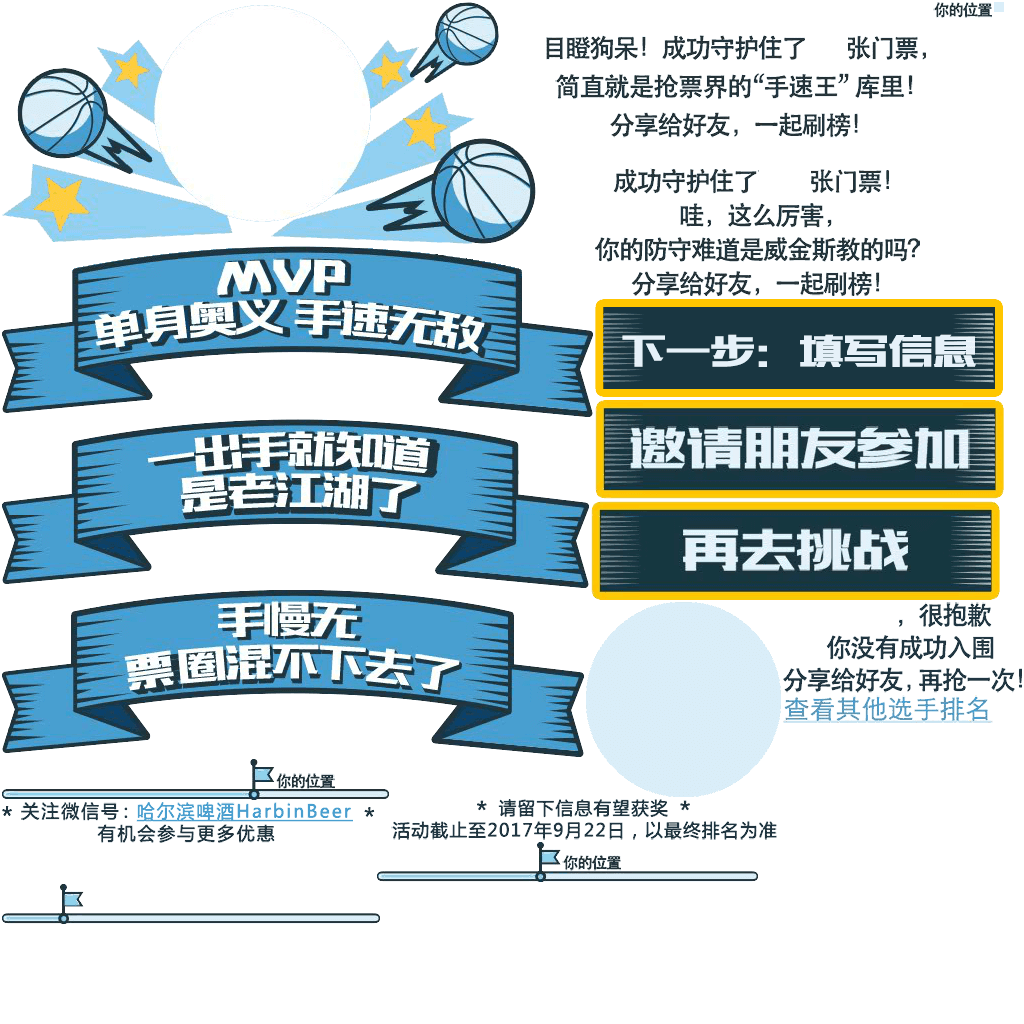 你的位置
目瞪狗呆！成功守护住了 张门票，
简直就是抢票界的“手速王” 库里！
分享给好友，一起刷榜！
成功守护住了 张门票！
哇，这么厉害，
你的防守难道是威金斯教的吗？
分享给好友，一起刷榜！
MVP
单身奥义 手速无敌
下一步：填写信息
一出手就知道
是老江湖了
邀请朋友参加
再去挑战
手慢无
票圈混不下去了
，很抱歉
你没有成功入围
分享给好友，再抢一次！
查看其他选手排名
你的位置
* 关注微信号：哈尔滨啤酒HarbinBeer *
有机会参与更多优惠
* 请留下信息有望获奖 *
活动截止至2017年9月22日，以最终排名为准
你的位置